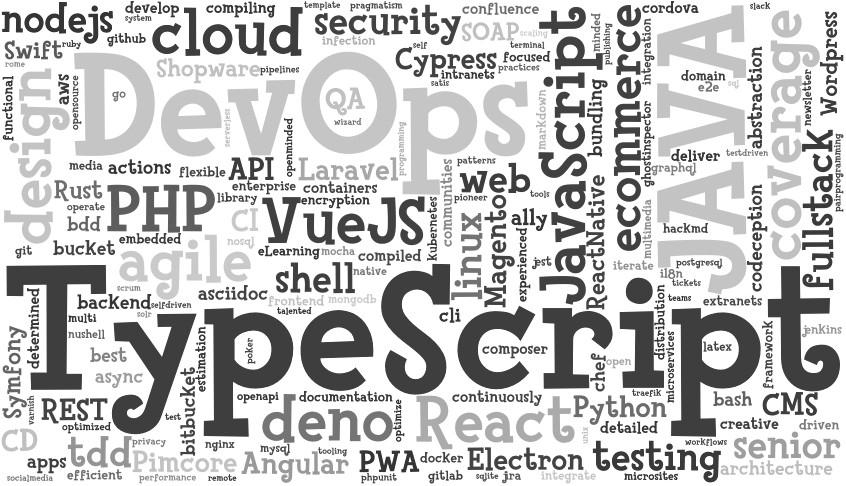 nodejs
develop
compiling
template
pragmatism
confluence
cordova
slack
system
github
cloud
security
SOAP
scaling
minded
publishing
integration
Swift
ruby
rome
infection
self
terminal
Cypress
focused
practices
intranets
satis
Shopware
pipelines
functional
aws
opensource
design
DevOps
go
QA
wizard
serverless
openminded
programming
markdown
JavaScript
bundling
ecommerce
ghostinspector
JAVA
domain
e2e
sql
abstraction
newsletter
Wordpress
coverage
media
actions
flexible
API
Laravel
patterns
communities
web
pioneer
tools
deliver
graphql
testdriven
pairprogramming
fullstack
Rust
operate
bdd
PHP
library
enterprise
containers
encryption
CI
nosql
VueJS
kubernetes
linux
Magento
a11y
experienced
jest
ReactNative
multimedia
iterate
hackmd
codeception
git
bucket
embedded
agile
scrum
eLearning
mocha
compiled
native
shell
postgresql
i18n
tickets
teams
extranets
TypeScript
determined
backend
selfdriven
multi
solr
asciidoc
frontend
mongodb
talented
cli
distribution
microservices
jenkins
nushell
Symfony
best
async
estimation
poker
composer
chef
open
latex
framework
varnish
REST
optimized
test
bitbucket
openapi
documentation
optimize
continuously
React
Python
traefik
bash
CMS
detailed
creative
driven
CD
tdd
deno
unix
workflows
senior
apps
privacy
Pimcore
nginx
mysql
tooling
Angular
PWA
docker
Electron
testing
architecture
socialmedia
efficient
performance
remote
phpunit
gitlab
sqlite
jra
integrate
microsites